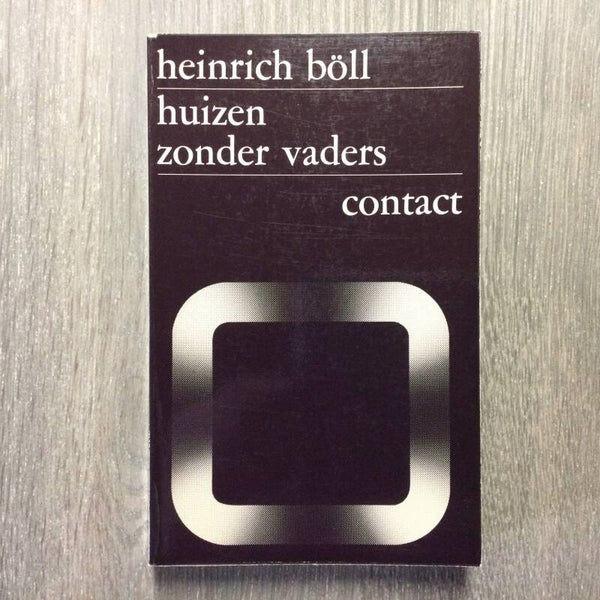 heinrich böll
huizen
zonder vaders
contact